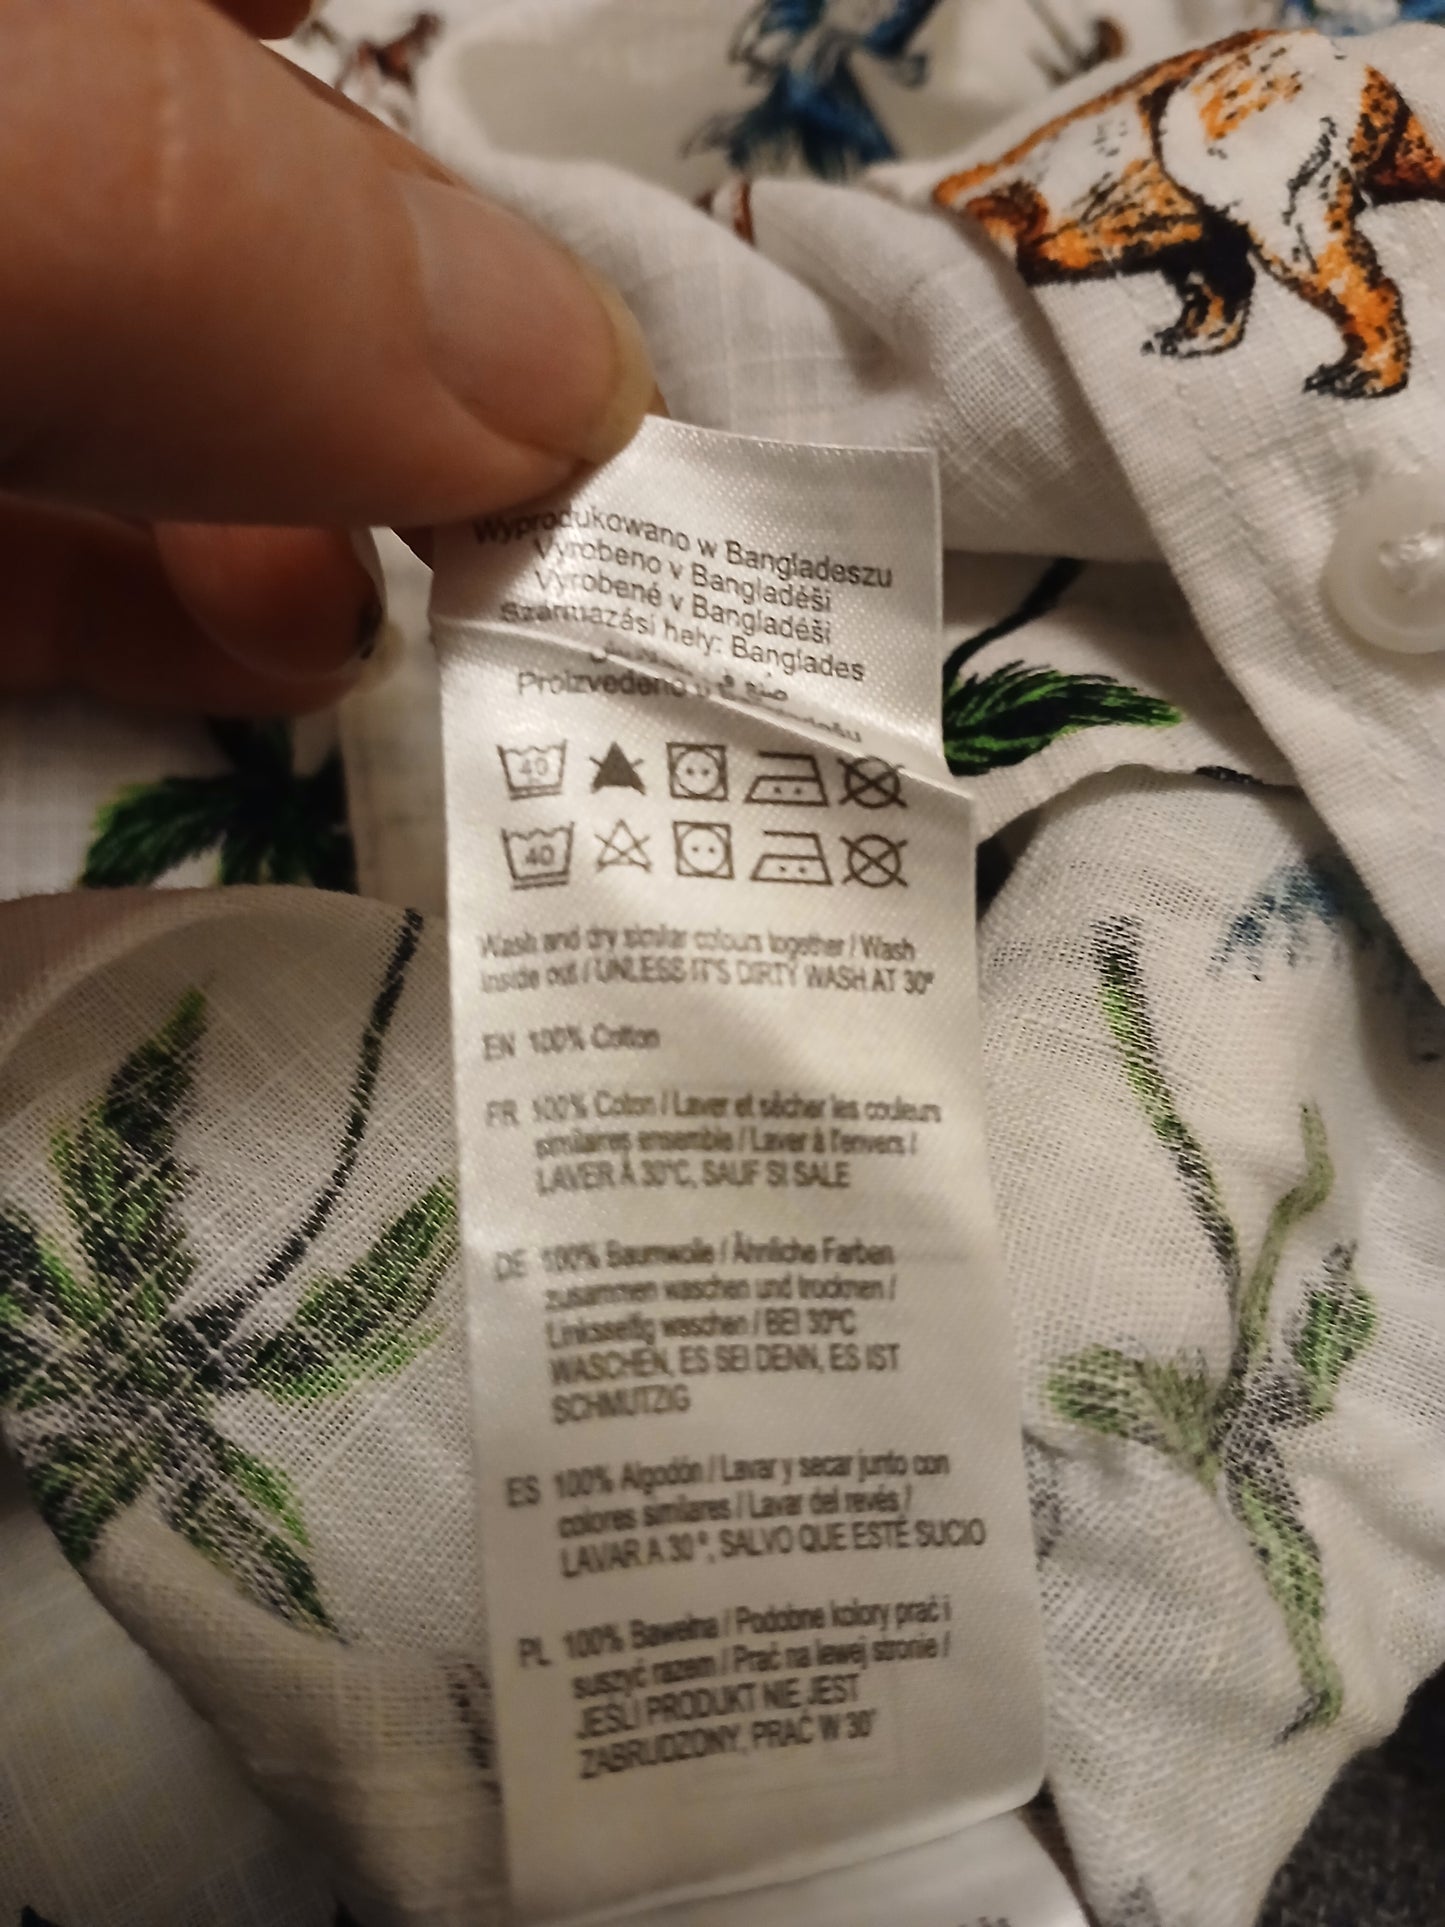 Wyprodukowano w Bangladeszu
Vyrobeno v Bangladéši
Vyrobené v Bangladéši
Származási hely: Banglades
صنع في
Proizvedeno u
40
40
Wash and dry similar colours together / Wash
inside out / UNLESS IT'S DIRTY WASH AT 30°
EN 100% Cotton
FR 100% Coton / Laver et sécher les couleurs
similaires ensemble / Laver à l'envers /
LAVER À 30°C, SAUF SI SALE
DE 100% Baumwolle / Ähnliche Farben
zusammen waschen und trocknen /
Linksseitig waschen / BEI 30°C
WASCHEN, ES SEI DENN, ES IST
SCHMUTZIG
ES 100% Algodón / Lavar y secar junto con
colores similares / Lavar del revés /
LAVAR A 30°, SALVO QUE ESTÉ SUCIO
PL 100% Bawełna / Podobne kolory prać i
suszyć razem / Prać na lewej stronie /
JEŚLI PRODUKT NIE JEST
ZABRUDZONY, PRAĆ W 30°